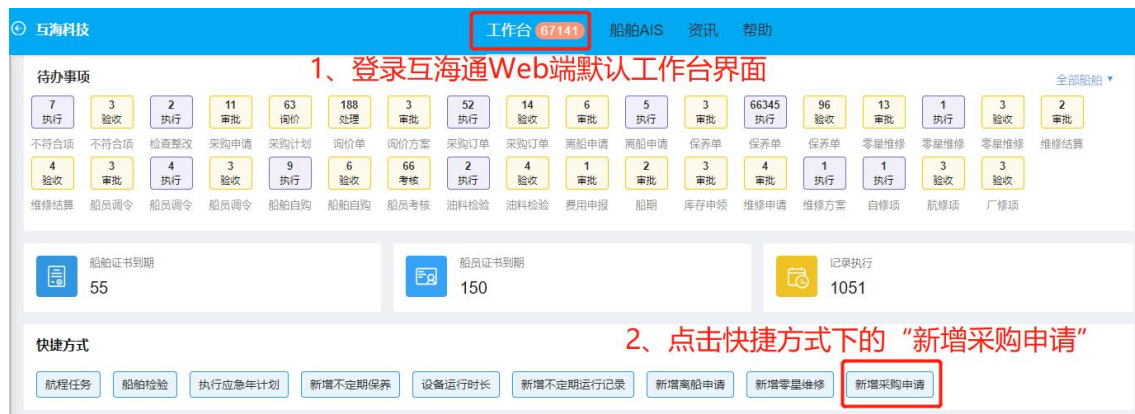 互海科技 工作台 67141 船舶AIS 资讯 帮助
1、登录互海通Web端默认工作台界面
待办事项 全部船舶
7 3 2 11 63 188 3 52 14 6 5 3 66345 96 13 1 3 2
执行 验收 执行 审批 询价 处理 审批 执行 验收 审批 执行 审批 执行 验收 审批 执行 验收 审批
不符合项 不符合项 检查整改 采购申请 采购计划 询价单 询价方案 采购订单 采购订单 离船申请 离船申请 保养单 保养单 保养单 零星维修 零星维修 零星维修 维修结算
4 3 4 3 9 6 66 2 4 1 2 3 4 1 1 3 3
验收 审批 执行 验收 执行 验收 考核 执行 验收 审批 审批 审批 审批 执行 执行 验收 验收
维修结算 船员调令 船员调令 船员调令 船舶自购 船舶自购 船员考核 油料检验 油料检验 费用申报 船期 库存申领 维修申请 维修方案 自修项 航修项 厂修项
船舶证书到期 船员证书到期 记录执行
55 150 1051
2、点击快捷方式下的“新增采购申请”
快捷方式
航程任务 船舶检验 执行应急年计划 新增不定期保养 设备运行时长 新增不定期运行记录 新增离船申请 新增零星维修 新增采购申请